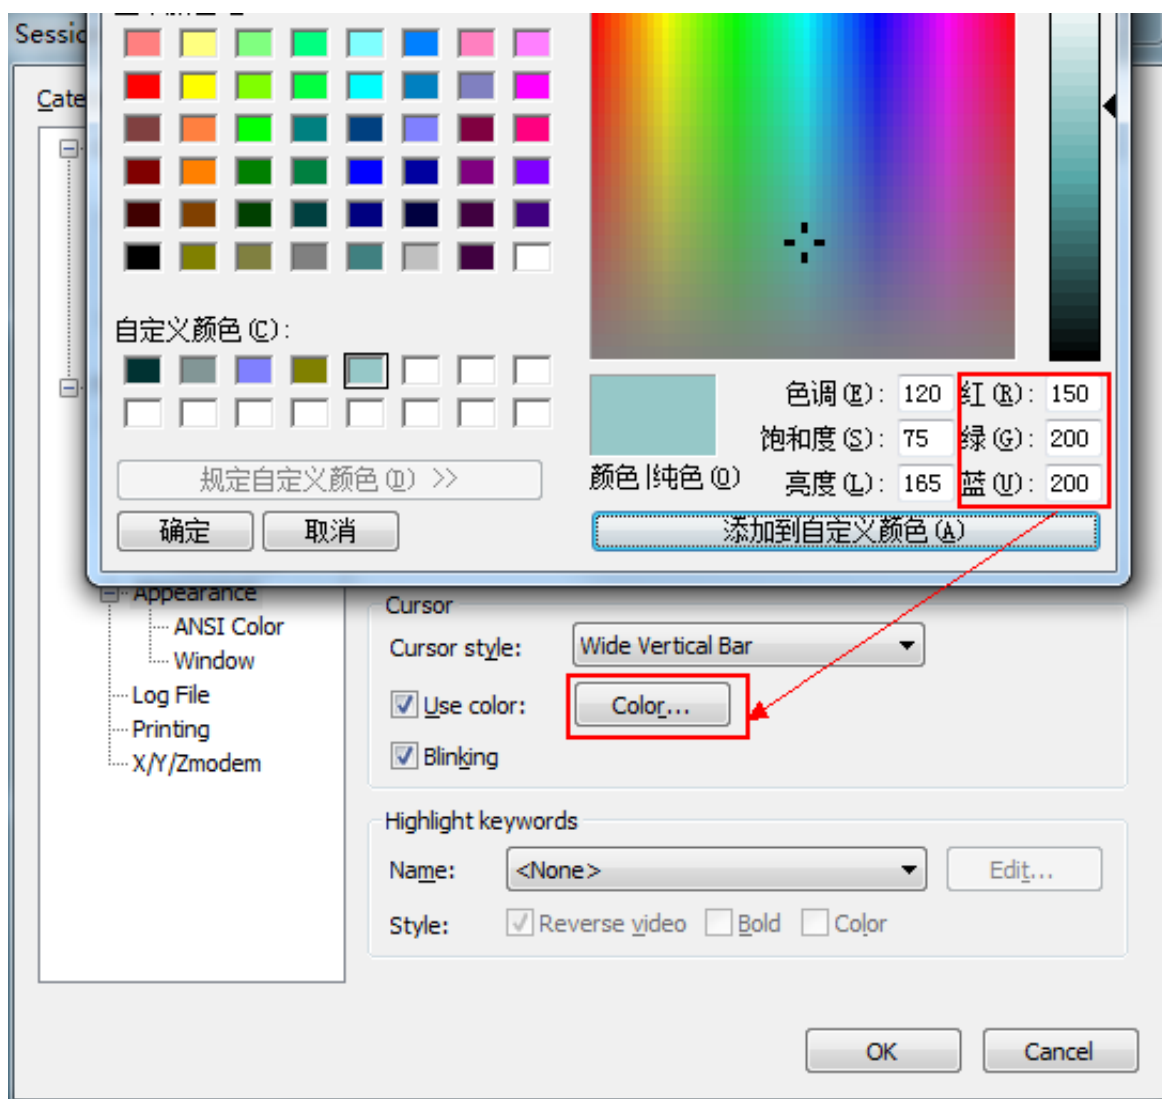 Sessio
Cate
自定义颜色(C):
色调(E): 120 红(R): 150
饱和度(S): 75 绿(G): 200
颜色|纯色(O) 亮度(L): 165 蓝(U): 200
规定自定义颜色(D) >>
确定 取消 添加到自定义颜色(A)
Appearance
ANSI Color
Window
Log File
Printing
X/Y/Zmodem
Cursor
Cursor style: Wide Vertical Bar
Use color: Color...
Blinking
Highlight keywords
Name: <None> Edit...
Style: Reverse video Bold Color
OK Cancel